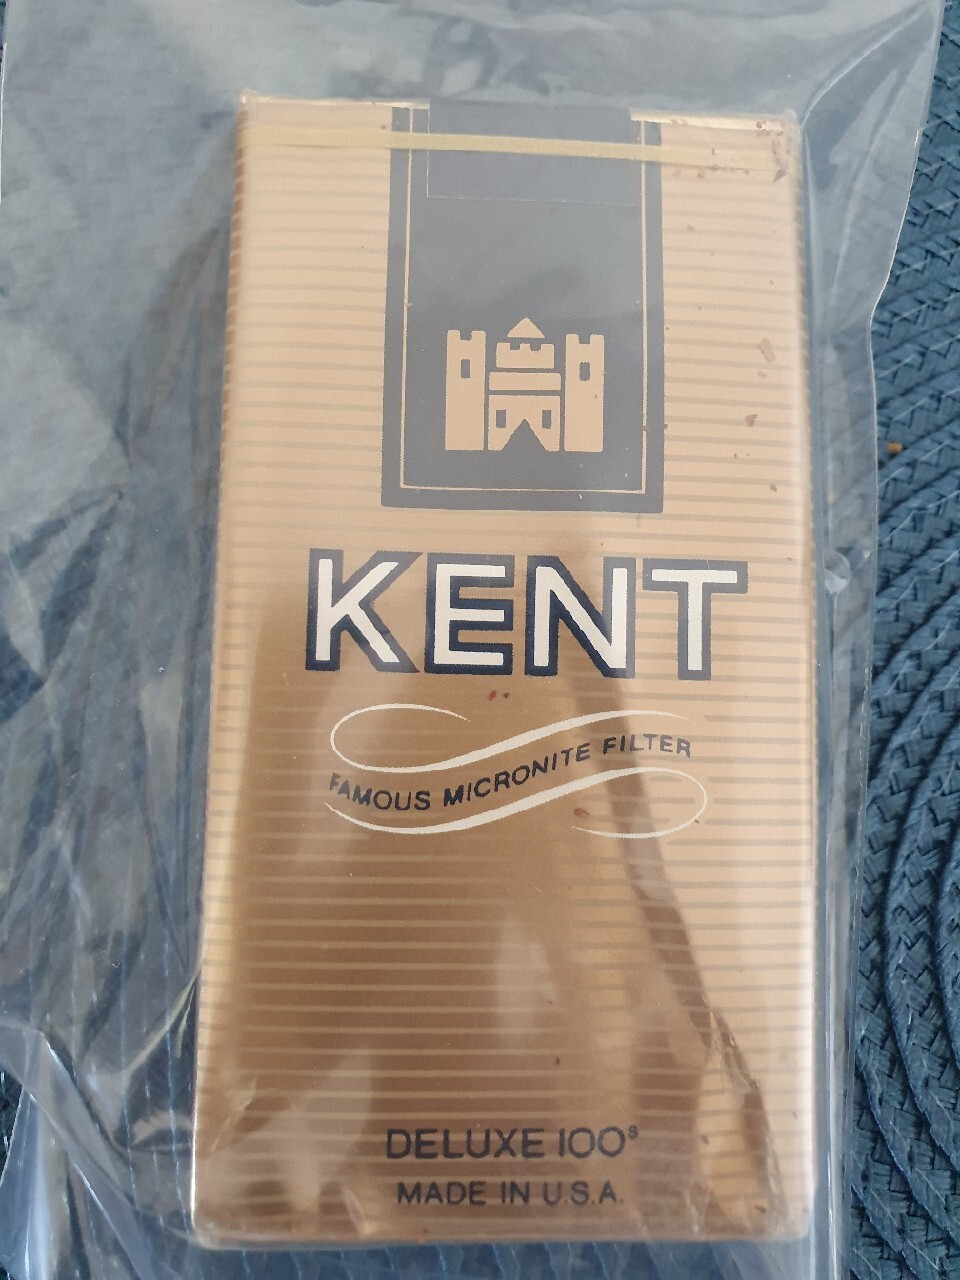 KENT
FAMOUS MICRONITE FILTER
DELUXE 100s
MADE IN U.S.A.